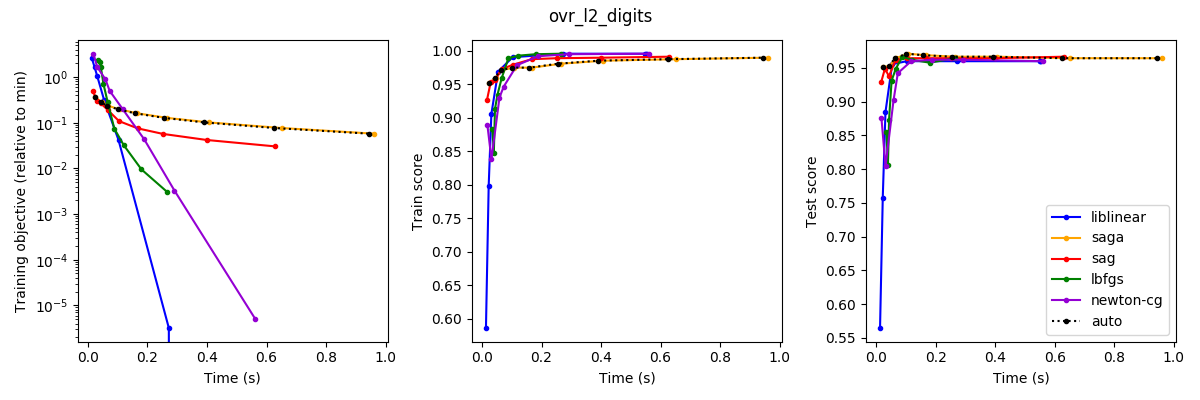 ovr_l2_digits
Training objective (relative to min)
10⁰
10⁻¹
10⁻²
10⁻³
10⁻⁴
10⁻⁵
0.0 0.2 0.4 0.6 0.8 1.0
Time (s)
Train score
1.00
0.95
0.90
0.85
0.80
0.75
0.70
0.65
0.60
0.0 0.2 0.4 0.6 0.8 1.0
Time (s)
Test score
0.95
0.90
0.85
0.80
0.75
0.70
0.65
0.60
0.55
0.0 0.2 0.4 0.6 0.8 1.0
Time (s)
liblinear
saga
sag
lbfgs
newton-cg
auto